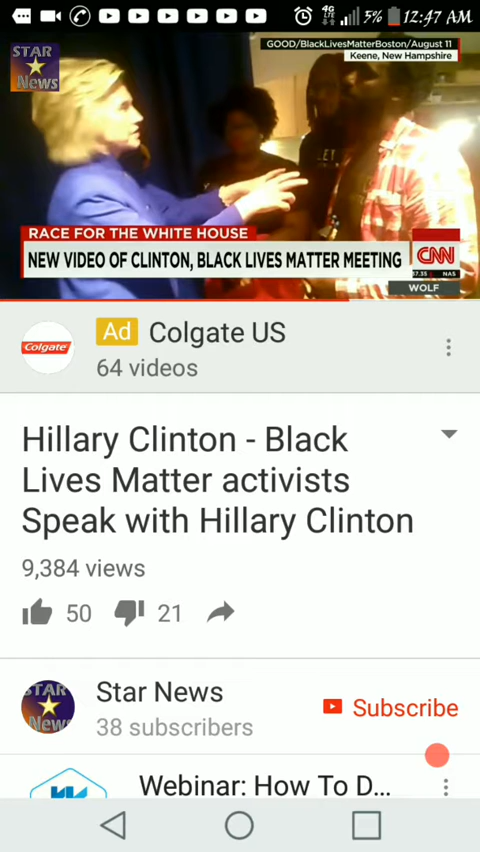 4G
LTE
5%
12:47 AM
GOOD/BlackLivesMatterBoston/August 11
Keene, New Hampshire
STAR
News
RACE FOR THE WHITE HOUSE
NEW VIDEO OF CLINTON, BLACK LIVES MATTER MEETING
CNN
NAS
WOLF
Colgate
Ad Colgate US
64 videos
Hillary Clinton - Black
Lives Matter activists
Speak with Hillary Clinton
9,384 views
50 21
STAR
News
Star News
Subscribe
38 subscribers
Webinar: How To D...